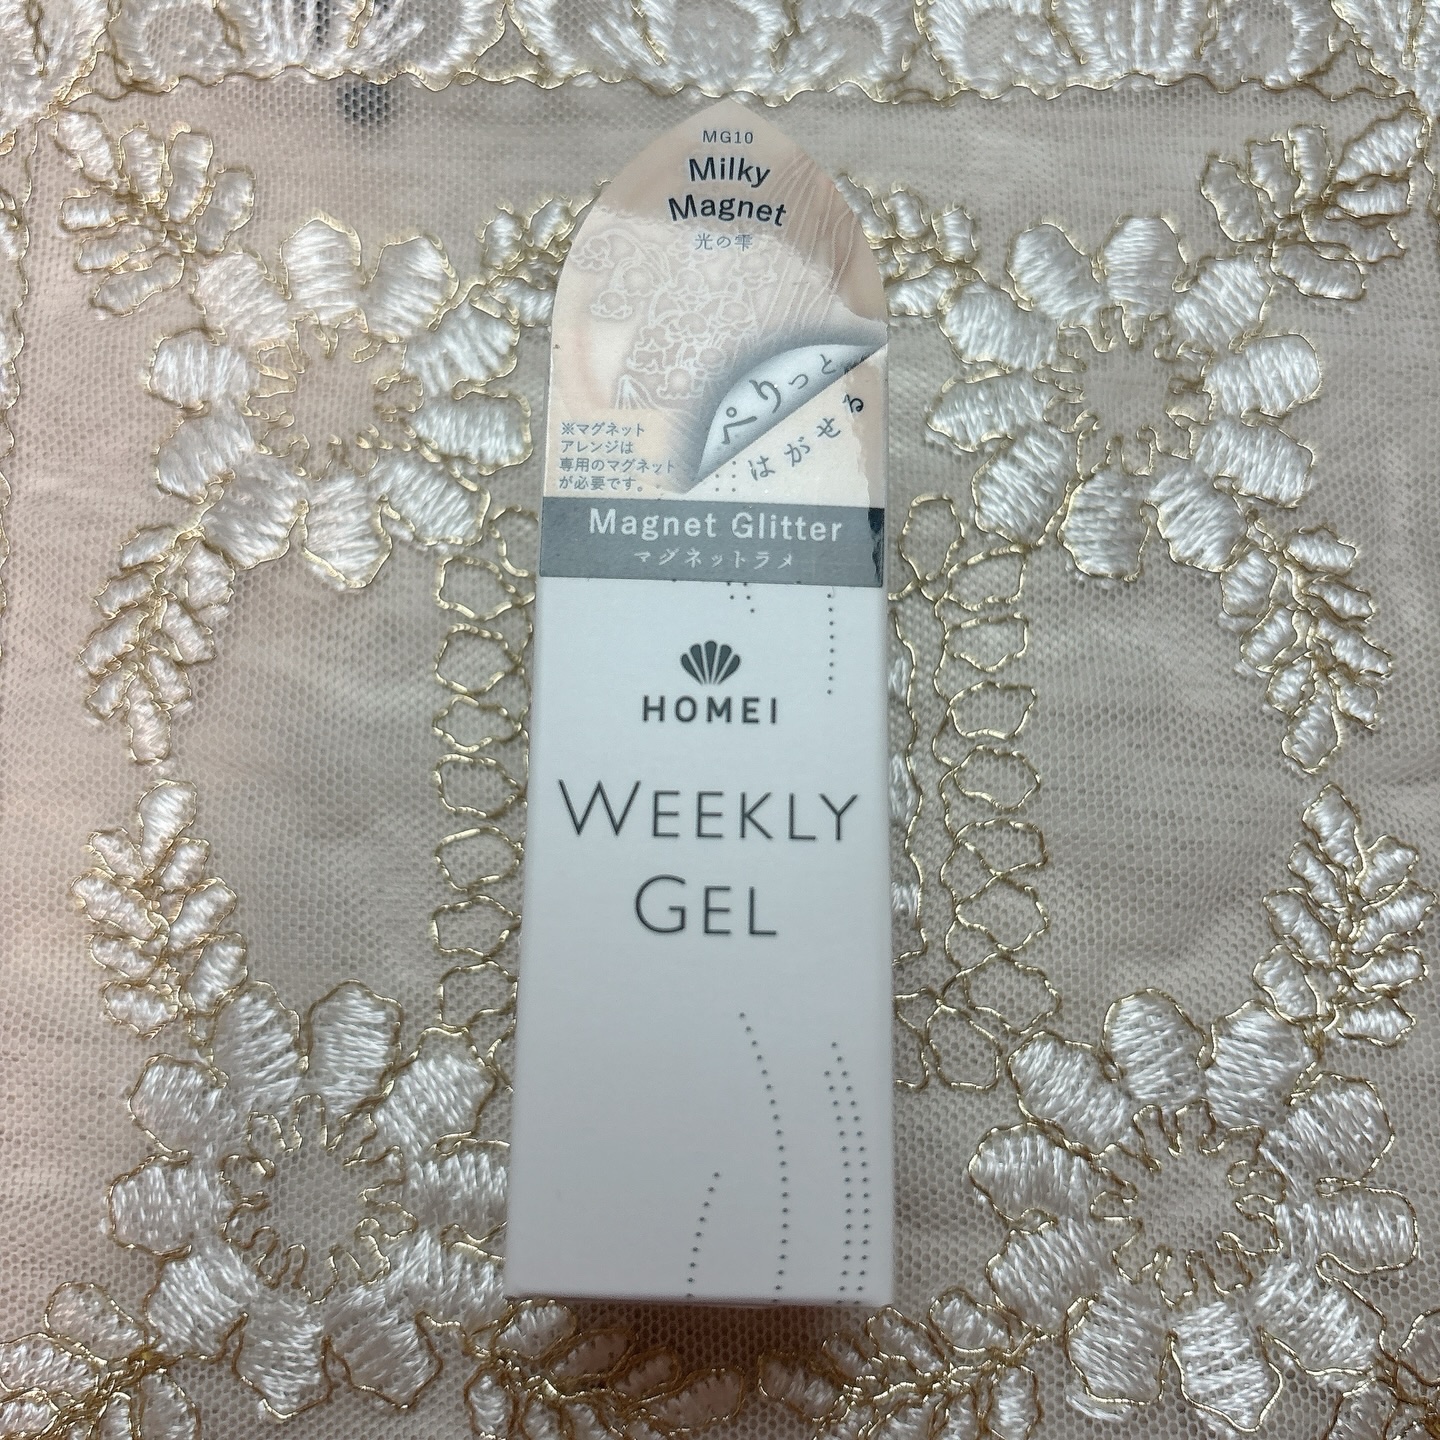 MG10
Milky
Magnet
光の雫
ぺりっと
はがせる
※マグネット
アレンジは
専用のマグネット
が必要です。
Magnet Glitter
マグネットラメ
HOMEI
WEEKLY
GEL